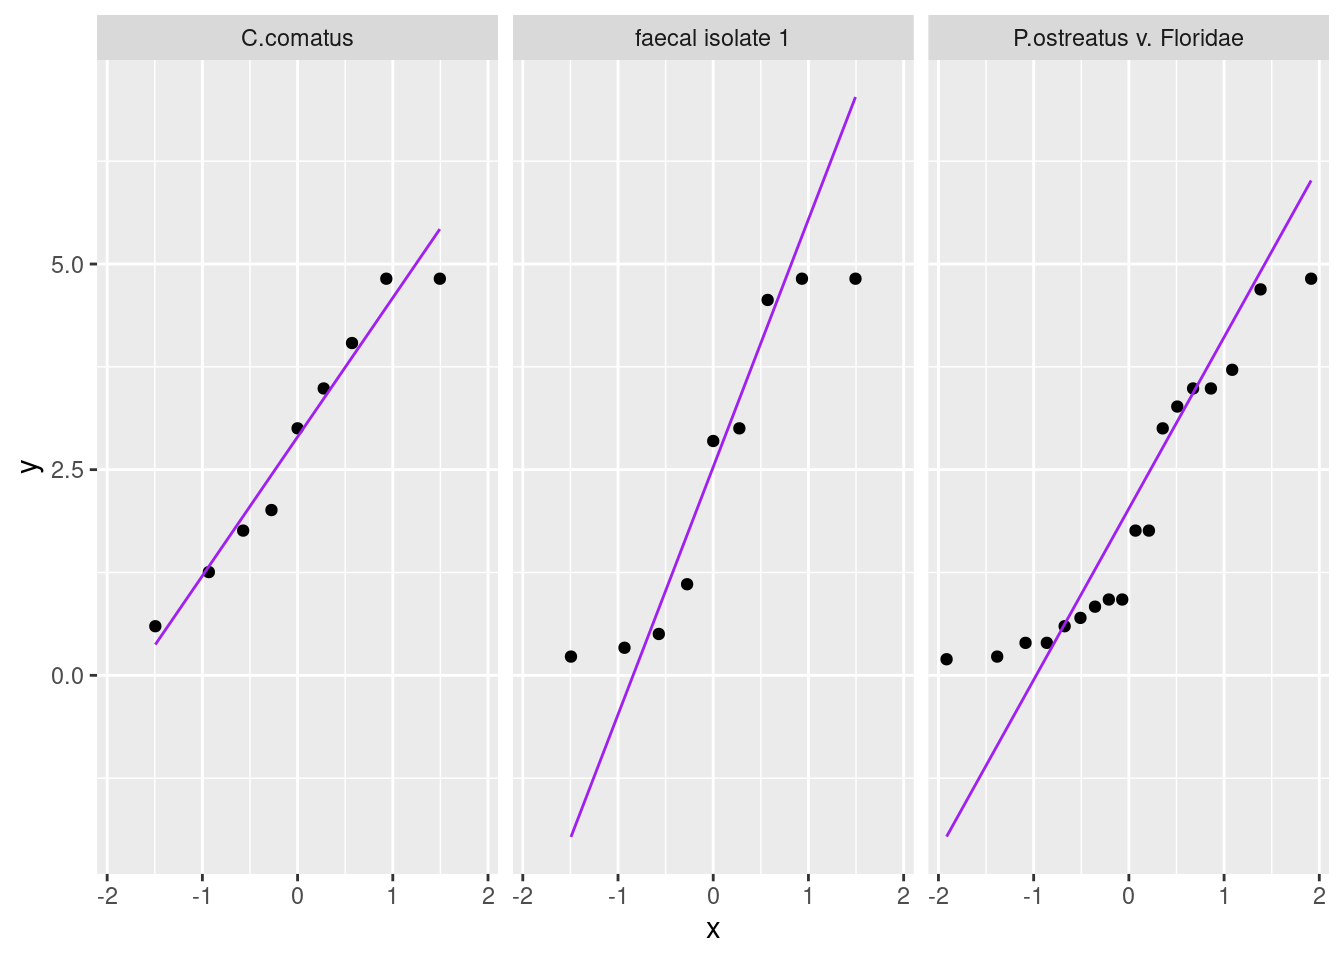 C.comatus
faecal isolate 1
P.ostreatus v. Floridae
y
5.0
2.5
0.0
-2 -1 0 1 2
-2 -1 0 1 2
-2 -1 0 1 2
x